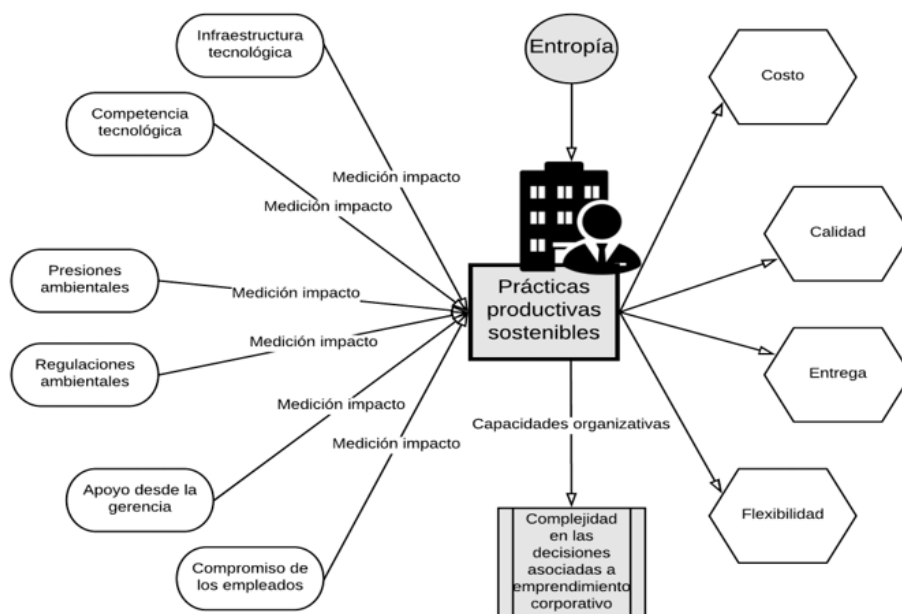 Infraestructura
tecnológica
Competencia
tecnológica
Presiones
ambientales
Regulaciones
ambientales
Apoyo desde la
gerencia
Compromiso de
los empleados
Medición impacto
Medición impacto
Medición impacto
Medición impacto
Medición impacto
Medición impacto
Entropía
Prácticas
productivas
sostenibles
Capacidades organizativas
Complejidad
en las
decisiones
asociadas a
emprendimiento
corporativo
Costo
Calidad
Entrega
Flexibilidad